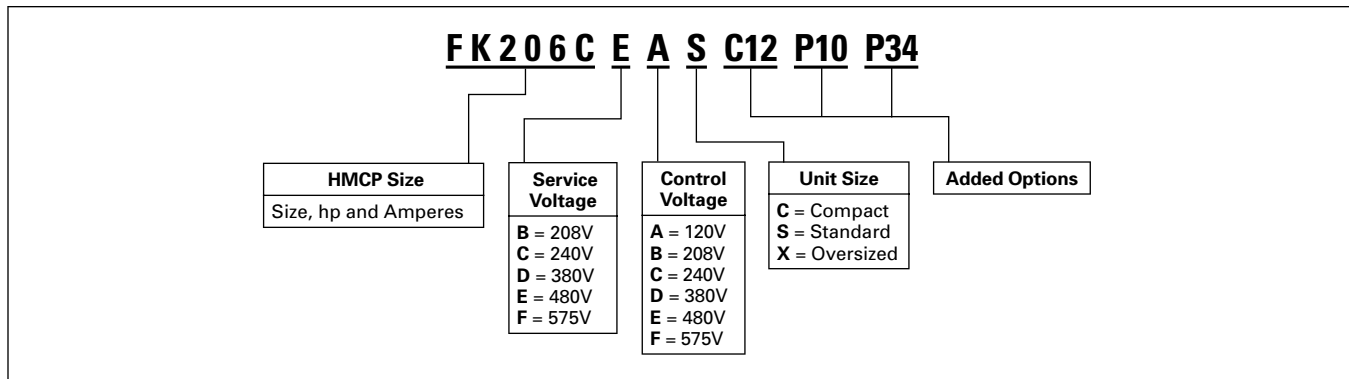 FK206C E A S C12 P10 P34
HMCP Size
Size, hp and Amperes
Service
Voltage
B = 208V
C = 240V
D = 380V
E = 480V
F = 575V
Control
Voltage
A = 120V
B = 208V
C = 240V
D = 380V
E = 480V
F = 575V
Unit Size
C = Compact
S = Standard
X = Oversized
Added Options